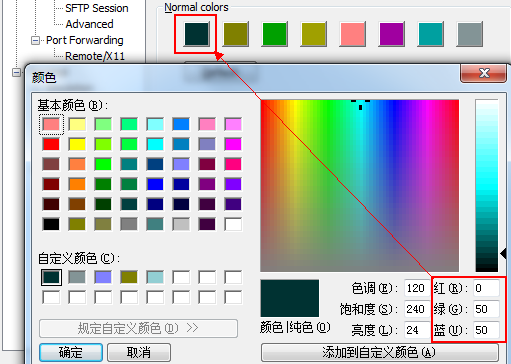 SFTP Session
Advanced
Port Forwarding
Remote/X11
Normal colors
颜色
基本颜色(B):
自定义颜色(C):
规定自定义颜色(D) >>
确定
取消
颜色|纯色(O)
色调(E): 120
饱和度(S): 240
亮度(L): 24
红(R): 0
绿(G): 50
蓝(U): 50
添加到自定义颜色(A)